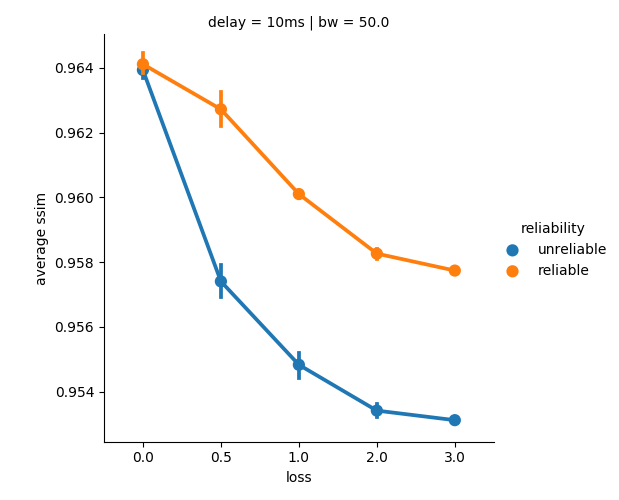 delay = 10ms | bw = 50.0
average ssim
0.964
0.962
0.960
0.958
0.956
0.954
0.0 0.5 1.0 2.0 3.0
loss
reliability
unreliable
reliable